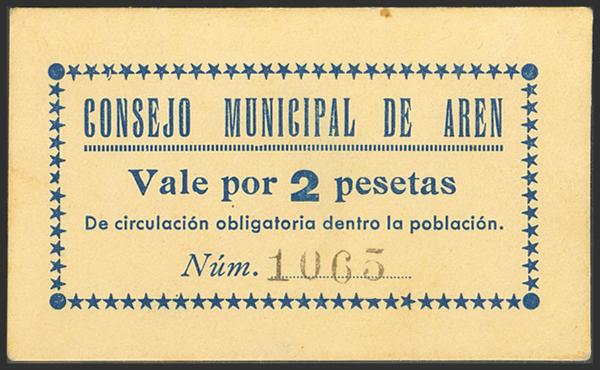 CONSEJO MUNICIPAL DE AREN
Vale por 2 pesetas
De circulación obligatoria dentro la población.
Núm. 1065